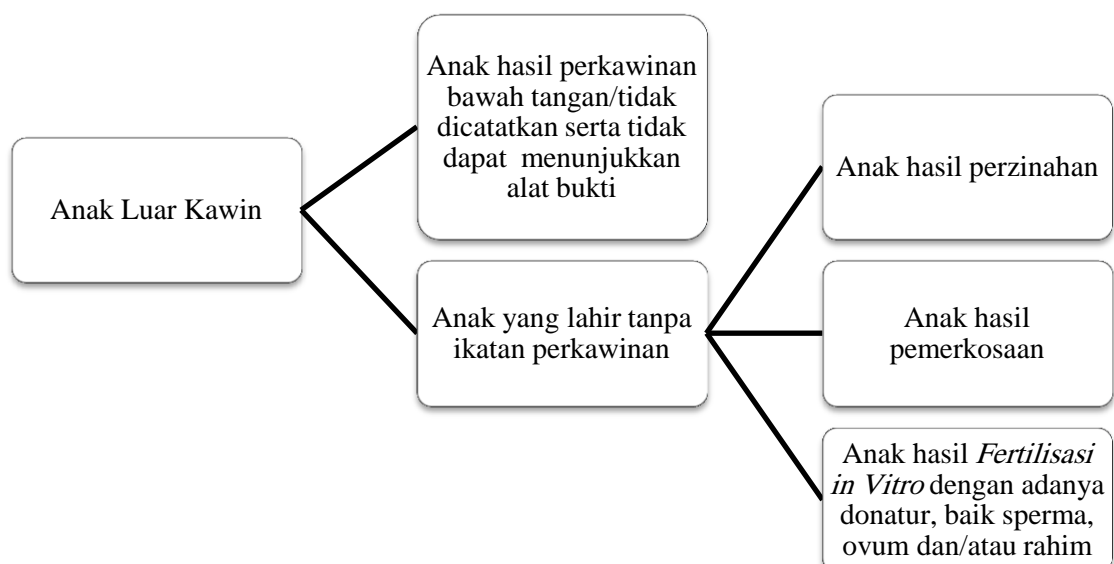 Anak Luar Kawin
Anak hasil perkawinan
bawah tangan/tidak
dicatatkan serta tidak
dapat menunjukkan
alat bukti
Anak yang lahir tanpa
ikatan perkawinan
Anak hasil perzinahan
Anak hasil
pemerkosaan
Anak hasil Fertilisasi
in Vitro dengan adanya
donatur, baik sperma,
ovum dan/atau rahim